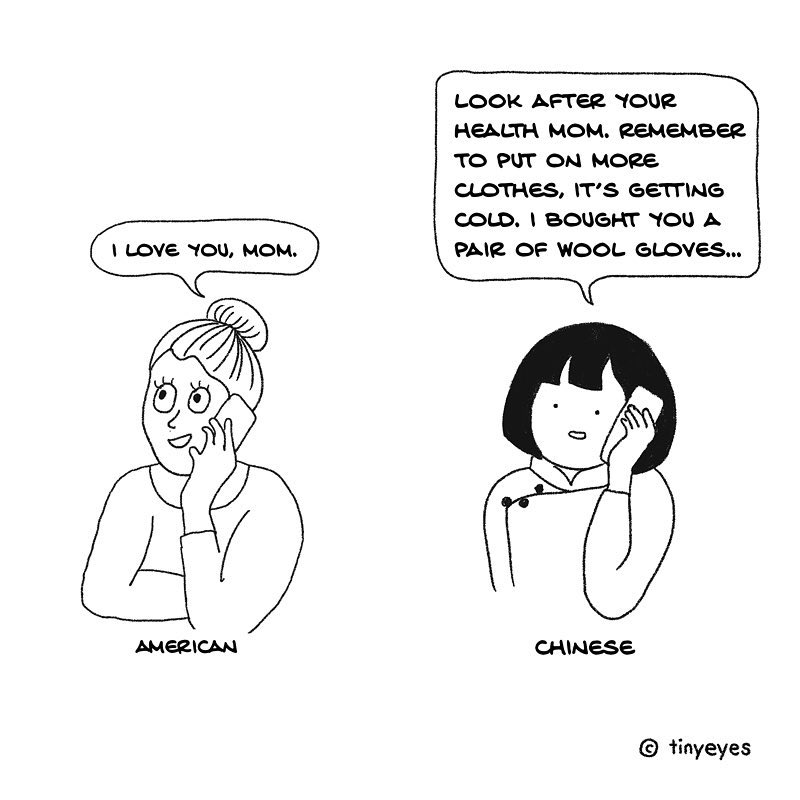 I LOVE YOU, MOM.
LOOK AFTER YOUR
HEALTH MOM. REMEMBER
TO PUT ON MORE
CLOTHES, IT'S GETTING
COLD. I BOUGHT YOU A
PAIR OF WOOL GLOVES...
AMERICAN
CHINESE
© tinyeyes